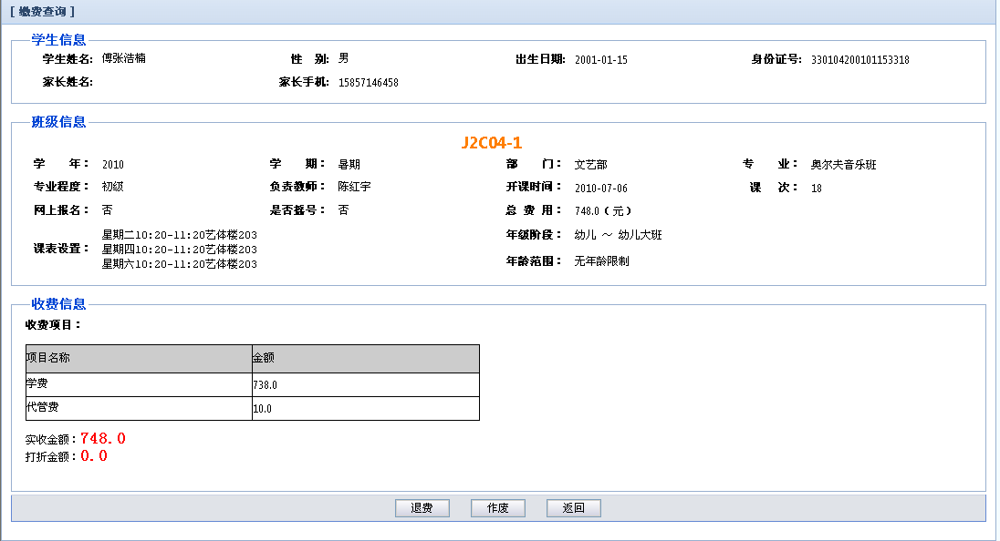 [ 缴费查询 ]
学生信息
学生姓名: 傅张浩楠 性 别: 男 出生日期: 2001-01-15 身份证号: 330104200101153318
家长姓名: 家长手机: 15857146458
班级信息
J2C04-1
学 年： 2010 学 期： 暑期 部 门： 文艺部 专 业： 奥尔夫音乐班
专业程度： 初级 负责教师： 陈红宇 开课时间： 2010-07-06 课 次： 18
网上报名： 否 是否摇号： 否 总 费 用： 748.0（元）
课表设置： 星期二10:20-11:20艺体楼203
星期四10:20-11:20艺体楼203
星期六10:20-11:20艺体楼203
年级阶段： 幼儿 ～ 幼儿大班
年龄范围： 无年龄限制
收费信息
收费项目：
项目名称 金额
学费 738.0
代管费 10.0
实收金额：748.0
打折金额：0.0
退费 作废 返回